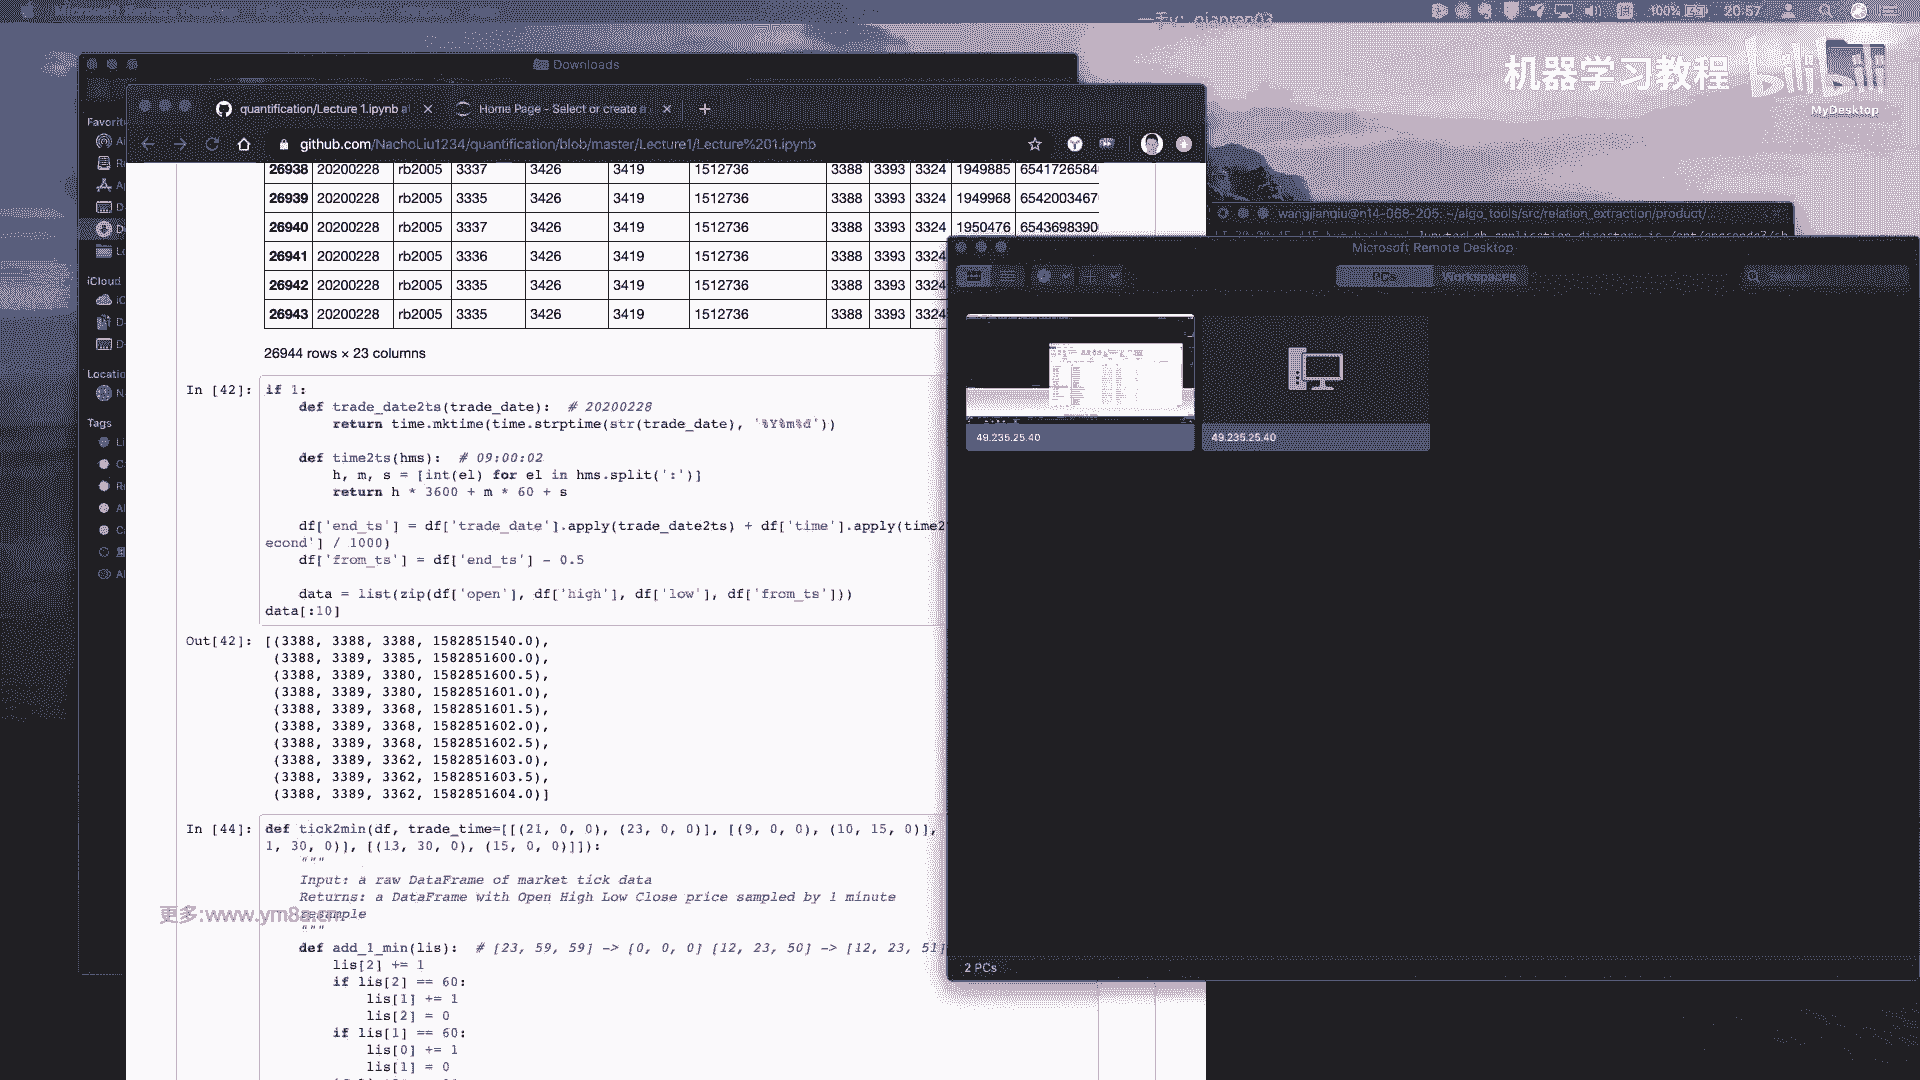 100%
20:57
机器学习教程
bilibili
MyDesktop
Downloads
quantification/Lecture 1.ipynb a
Home Page - Select or create a
github.com/NachoLiu1234/quantification/blob/master/Lecture1/Lecture%201.ipynb
Favorit
iCloud
Locatio
Tags
26938 20200228 rb2005 3337 3426 3419 1512736 3388 3393 3324 1949885 6541726584
26939 20200228 rb2005 3335 3426 3419 1512736 3388 3393 3324 1949968 654200346
26940 20200228 rb2005 3337 3426 3419 1512736 3388 3393 3324 1950476 6543698390
26941 20200228 rb2005 3336 3426 3419 1512736 3388 3393 3324
26942 20200228 rb2005 3335 3426 3419 1512736 3388 3393 3324
26943 20200228 rb2005 3335 3426 3419 1512736 3388 3393 3324
26944 rows × 23 columns
In [42]: if 1:
def trade_date2ts(trade_date):  # 20200228
return time.mktime(time.strptime(str(trade_date), '%Y%m%d'))
def time2ts(hms):  # 09:00:02
h, m, s = [int(el) for el in hms.split(':')]
return h * 3600 + m * 60 + s
df['end_ts'] = df['trade_date'].apply(trade_date2ts) + df['time'].apply(time2
econd'] / 1000)
df['from_ts'] = df['end_ts'] - 0.5
data = list(zip(df['open'], df['high'], df['low'], df['from_ts']))
data[:10]
Out[42]: [(3388, 3388, 3388, 1582851540.0),
(3388, 3389, 3385, 1582851600.0),
(3388, 3389, 3380, 1582851600.5),
(3388, 3389, 3380, 1582851601.0),
(3388, 3389, 3368, 1582851601.5),
(3388, 3389, 3368, 1582851602.0),
(3388, 3389, 3368, 1582851602.5),
(3388, 3389, 3362, 1582851603.0),
(3388, 3389, 3362, 1582851603.5),
(3388, 3389, 3362, 1582851604.0)]
In [44]: def tick2min(df, trade_time=[[(21, 0, 0), (23, 0, 0)], [(9, 0, 0), (10, 15, 0)],
1, 30, 0)], [(13, 30, 0), (15, 0, 0)]]):
"""
Input: a raw DataFrame of market tick data
Returns: a DataFrame with Open High Low Close price sampled by 1 minute
resample
"""
def add_1_min(lis):  # [23, 59, 59] -> [0, 0, 0] [12, 23, 50] -> [12, 23, 51]
lis[2] += 1
if lis[2] == 60:
lis[1] += 1
lis[2] = 0
if lis[1] == 60:
lis[0] += 1
lis[1] = 0
wangjianqiu@n14-068-205: ~/algo_tools/src/relation_extraction/product/..
Microsoft Remote Desktop
PCs
Workspaces
49.235.25.40
49.235.25.40
2 PCs